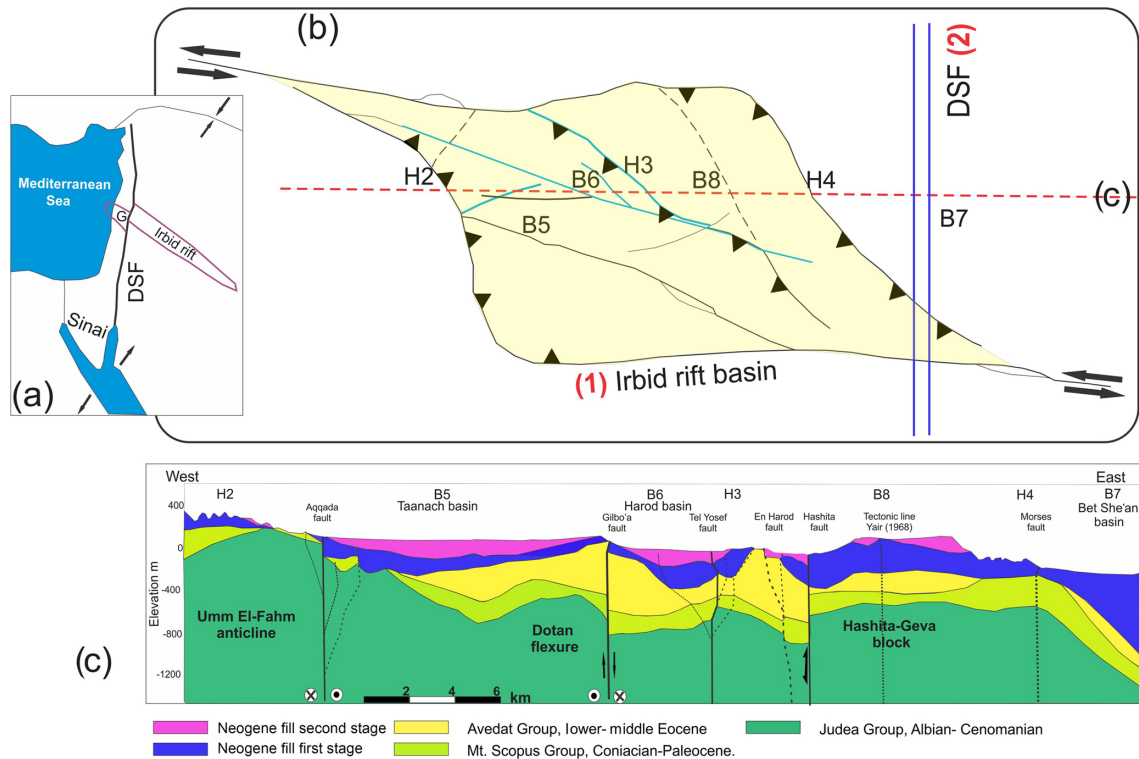 (b)
(2)
DSF
Mediterranean
Sea
G
Irbid rift
DSF
Sinai
(a)
H2
B6
H3
B8
H4
B5
(c)
B7
(1) Irbid rift basin
West
East
H2
B5
B6
H3
B8
H4
B7
Taanach basin
Harod basin
Bet She'an
basin
Aqqada
fault
Gilbo'a
fault
Tel Yosef
fault
En Harod
fault
Hashita
fault
Tectonic line
Yair (1968)
Morses
fault
400
0
-400
-800
-1200
Elevation m
Umm El-Fahm
anticline
Dotan
flexure
Hashita-Geva
block
(c)
2 4 6
km
Neogene fill second stage
Avedat Group, lower- middle Eocene
Judea Group, Albian- Cenomanian
Neogene fill first stage
Mt. Scopus Group, Coniacian-Paleocene.